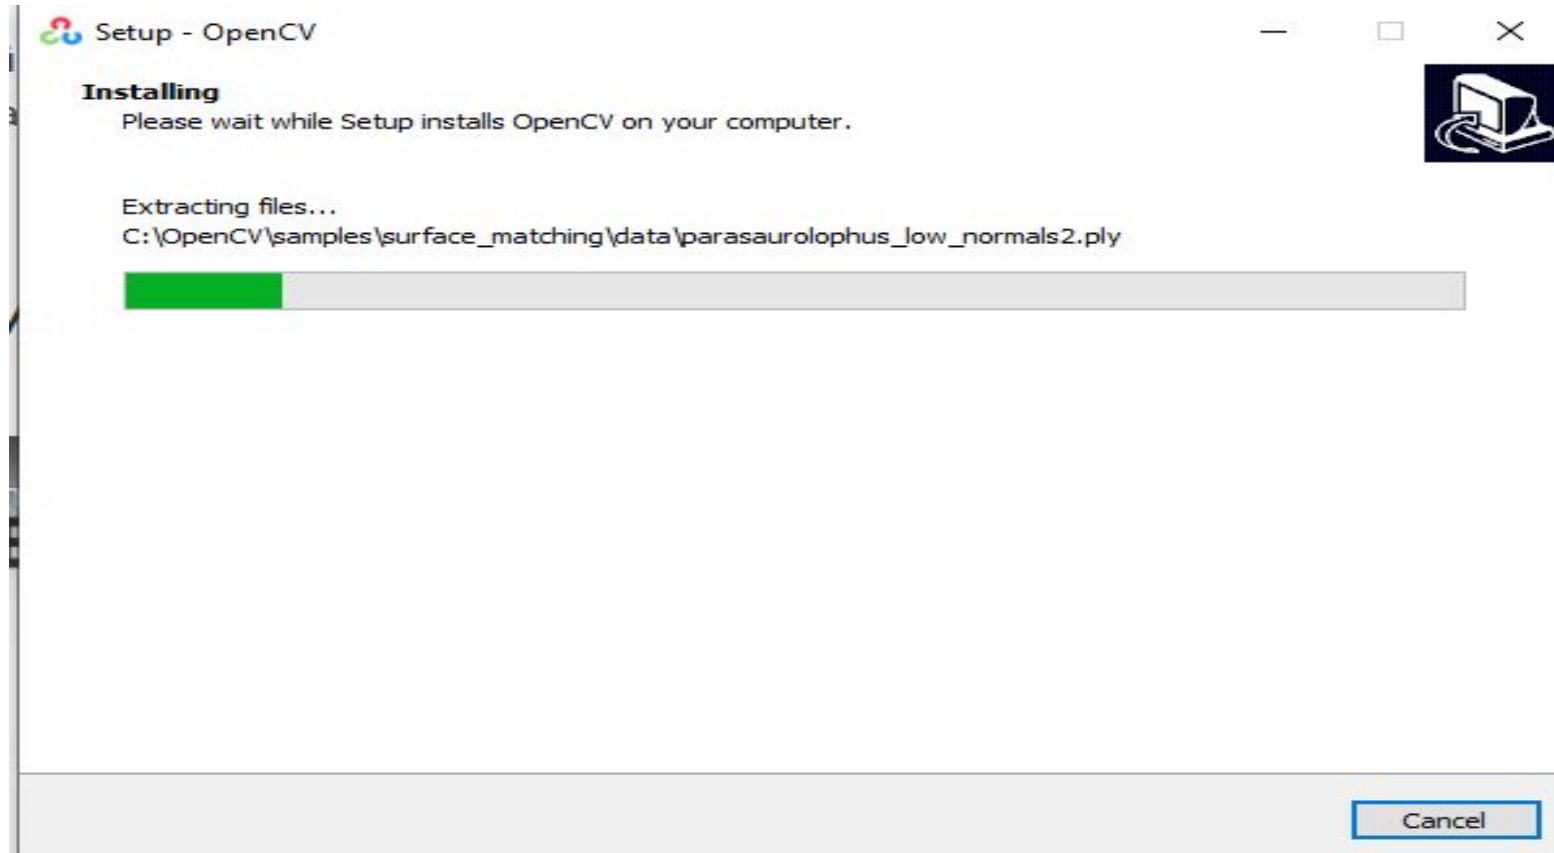 Setup - OpenCV
Installing
Please wait while Setup installs OpenCV on your computer.
Extracting files...
C:\OpenCV\samples\surface_matching\data\parasaurolophus_low_normals2.ply
Cancel